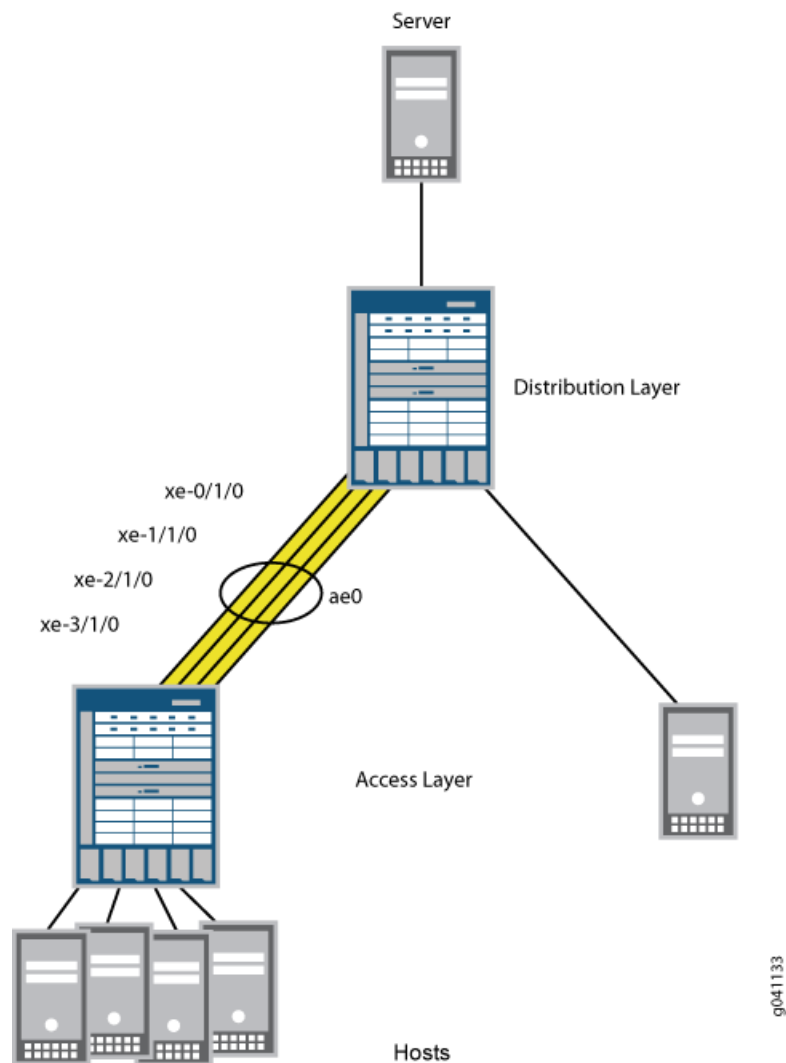 Server
Distribution Layer
xe-0/1/0
xe-1/1/0
xe-2/1/0
ae0
xe-3/1/0
Access Layer
g041133
Hosts